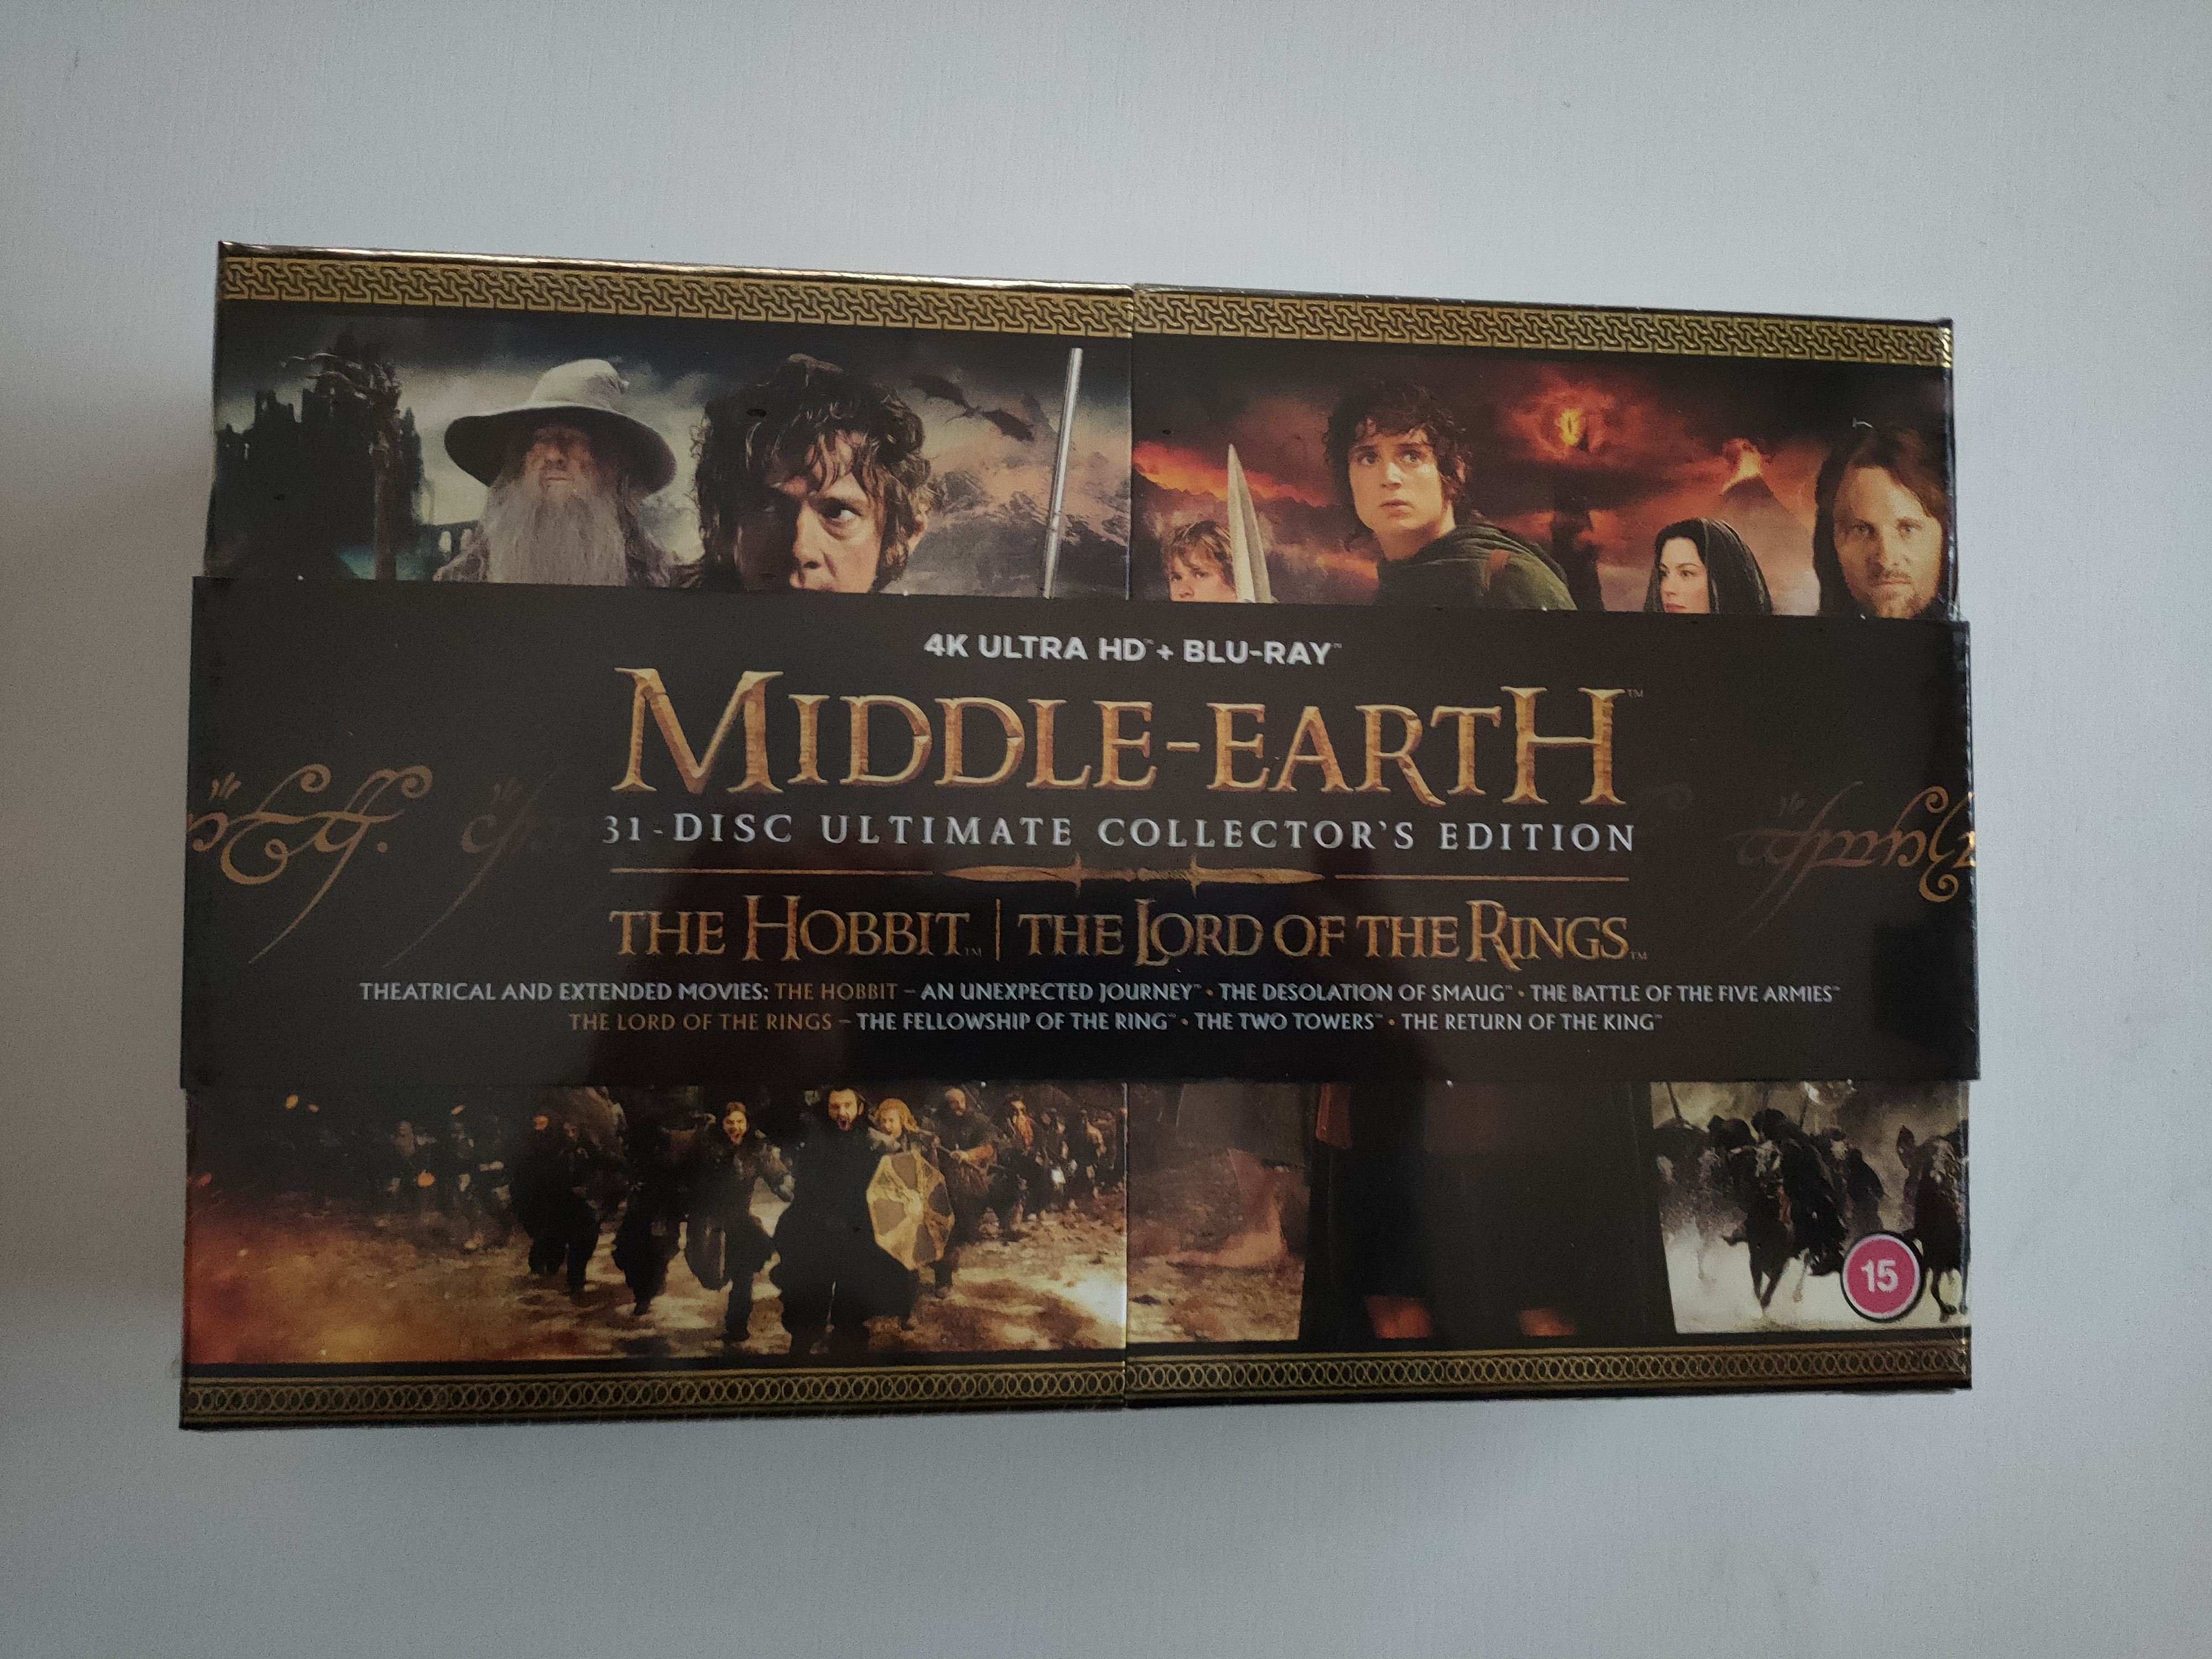 4K ULTRA HD™ + BLU-RAY™
MIDDLE-EARTH™
31-DISC ULTIMATE COLLECTOR'S EDITION
THE HOBBIT™ | THE LORD OF THE RINGS™
THEATRICAL AND EXTENDED MOVIES: THE HOBBIT – AN UNEXPECTED JOURNEY™ • THE DESOLATION OF SMAUG™ • THE BATTLE OF THE FIVE ARMIES™
THE LORD OF THE RINGS – THE FELLOWSHIP OF THE RING™ • THE TWO TOWERS™ • THE RETURN OF THE KING™
15